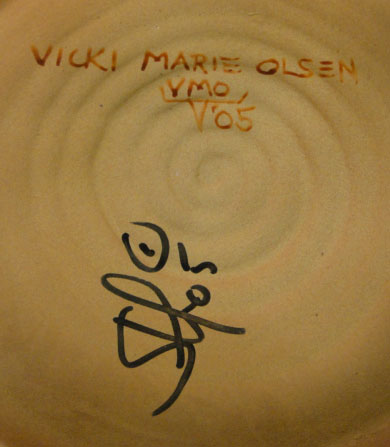 VICKI MARIE OLSEN
VMO,
'05